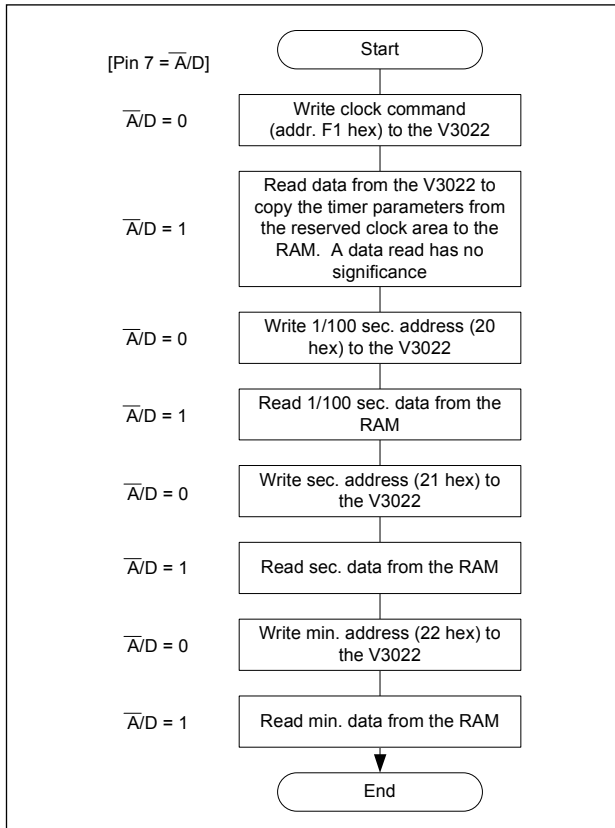 Start
[Pin 7 = A̅/D]
A̅/D = 0
Write clock command
(addr. F1 hex) to the V3022
A̅/D = 1
Read data from the V3022 to
copy the timer parameters from
the reserved clock area to the
RAM. A data read has no
significance
A̅/D = 0
Write 1/100 sec. address (20
hex) to the V3022
A̅/D = 1
Read 1/100 sec. data from the
RAM
A̅/D = 0
Write sec. address (21 hex) to
the V3022
A̅/D = 1
Read sec. data from the RAM
A̅/D = 0
Write min. address (22 hex) to
the V3022
A̅/D = 1
Read min. data from the RAM
End